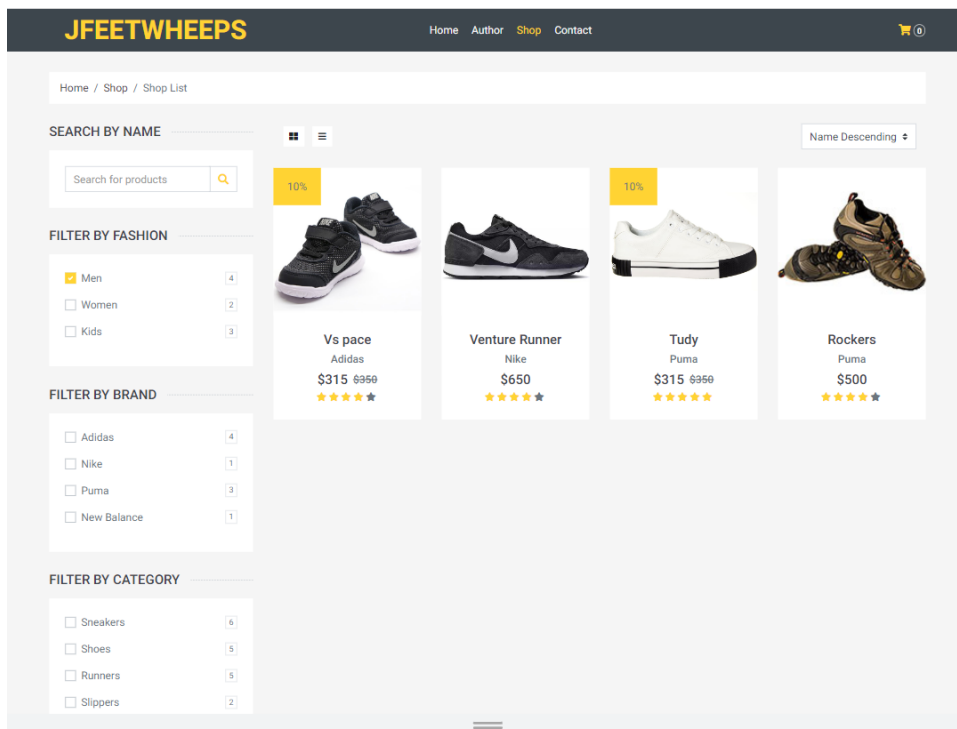 JFEETWHEEPS
Home Author Shop Contact
0
Home / Shop / Shop List
SEARCH BY NAME
Name Descending
Search for products
FILTER BY FASHION
Men 4
Women 2
Kids 3
FILTER BY BRAND
Adidas 4
Nike 1
Puma 3
New Balance 1
FILTER BY CATEGORY
Sneakers 6
Shoes 5
Runners 5
Slippers 2
10%
Vs pace
Adidas
$315 $350
Venture Runner
Nike
$650
10%
Tudy
Puma
$315 $350
Rockers
Puma
$500